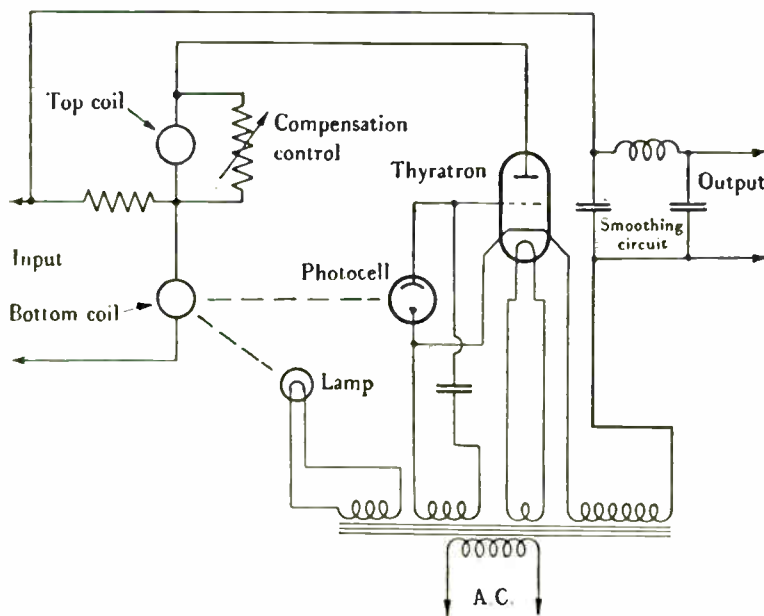 Top coil
Compensation
control
Thyratron
Output
Smoothing
circuit
Input
Photocell
Bottom coil
Lamp
A.C.